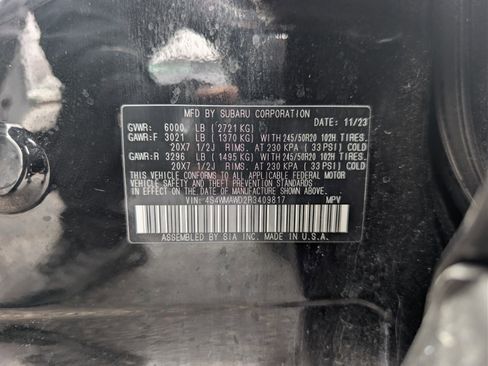 MFD BY SUBARU CORPORATION
DATE: 11/23
GVWR: 6000 LB (2721 KG)
GAWR:F 3021 LB (1370 KG) WITH 245/50R20 102H TIRES.
20X7 1/2J RIMS. AT 230 KPA (33 PSI) COLD
GAWR:R 3296 LB (1495 KG) WITH 245/50R20 102H TIRES.
20X7 1/2J RIMS. AT 230 KPA (33 PSI) COLD
THIS VEHICLE CONFORMS TO ALL APPLICABLE FEDERAL MOTOR
VEHICLE SAFETY AND THEFT PREVENTION STANDARDS IN
EFFECT ON THE DATE OF MANUFACTURE SHOWN ABOVE.
VIN: 4S4WMAWD2R3409817 MPV
ASSEMBLED BY SIA INC. MADE IN U.S.A.